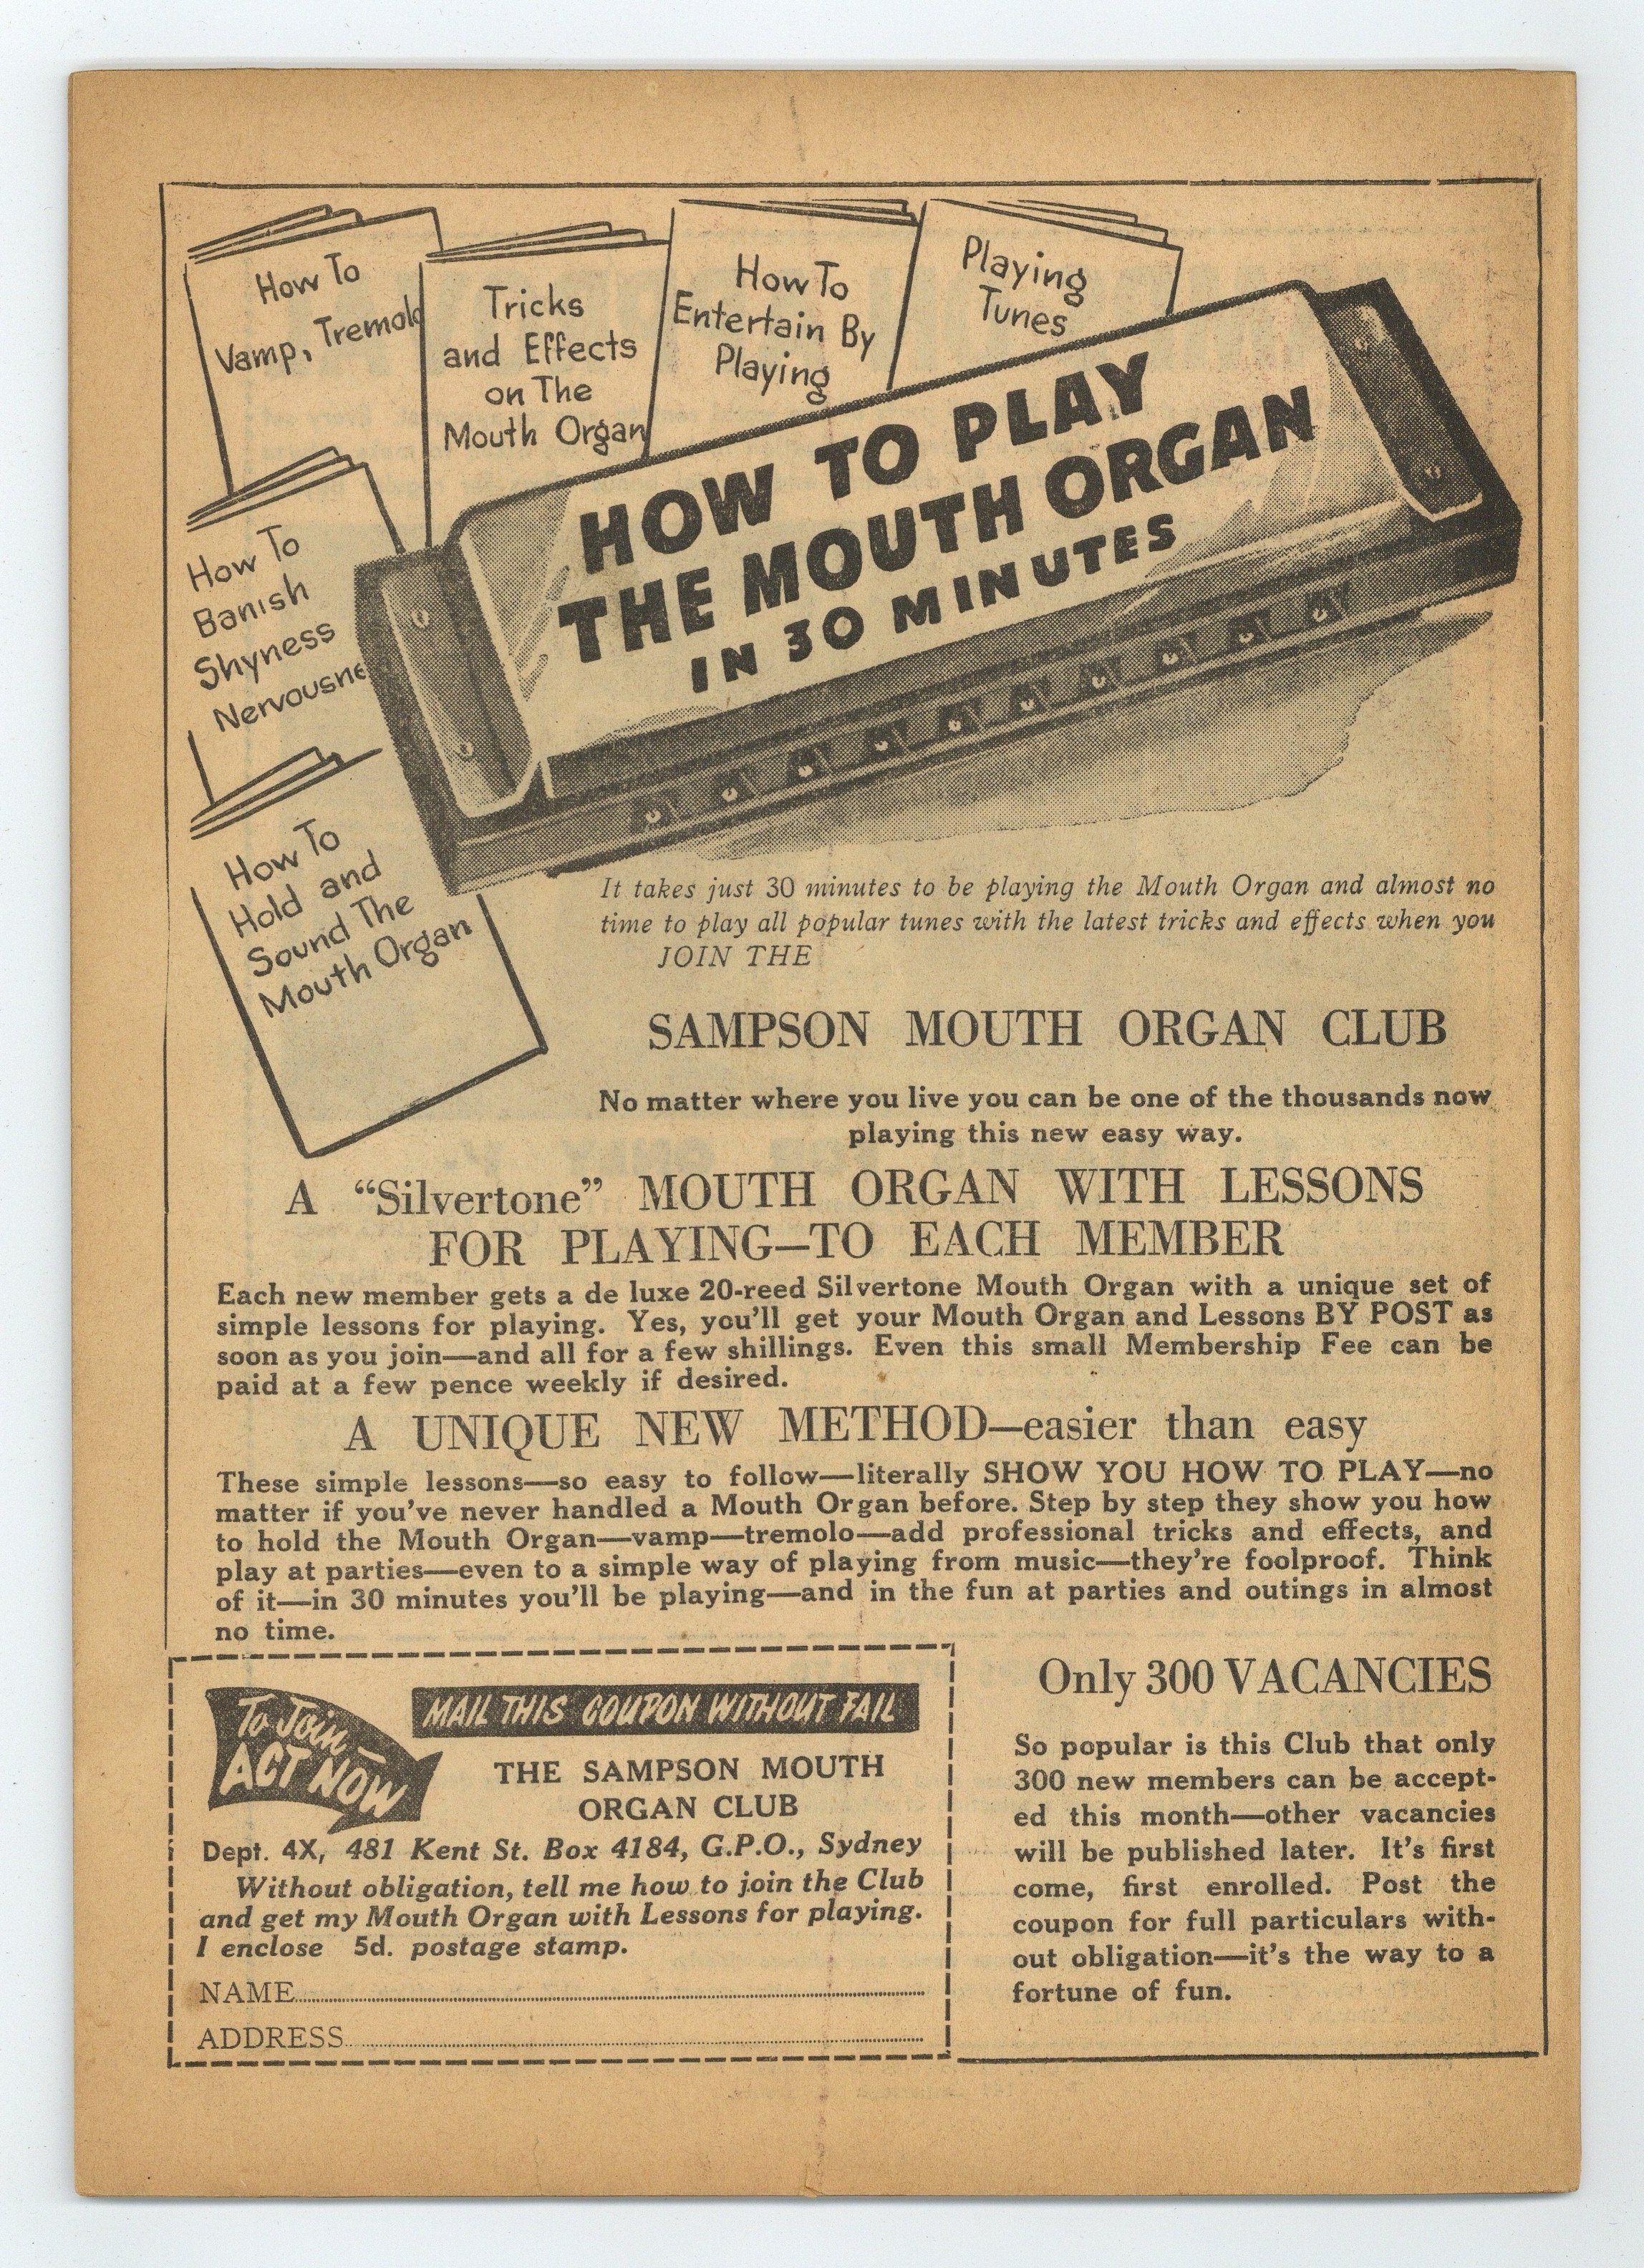 How To
Vamp, Tremolo
Tricks
and Effects
on The
Mouth Organ
How To
Entertain By
Playing
Playing
Tunes
How To
Banish
Shyness
Nervousne
How To
Hold and
Sound The
Mouth Organ
HOW TO PLAY
THE MOUTH ORGAN
IN 30 MINUTES
It takes just 30 minutes to be playing the Mouth Organ and almost no
time to play all popular tunes with the latest tricks and effects when you
JOIN THE
SAMPSON MOUTH ORGAN CLUB
No matter where you live you can be one of the thousands now
playing this new easy way.
A “Silvertone” MOUTH ORGAN WITH LESSONS
FOR PLAYING—TO EACH MEMBER
Each new member gets a de luxe 20-reed Silvertone Mouth Organ with a unique set of
simple lessons for playing. Yes, you'll get your Mouth Organ and Lessons BY POST as
soon as you join—and all for a few shillings. Even this small Membership Fee can be
paid at a few pence weekly if desired.
A UNIQUE NEW METHOD—easier than easy
These simple lessons—so easy to follow—literally SHOW YOU HOW TO PLAY—no
matter if you've never handled a Mouth Organ before. Step by step they show you how
to hold the Mouth Organ—vamp—tremolo—add professional tricks and effects, and
play at parties—even to a simple way of playing from music—they're foolproof. Think
of it—in 30 minutes you'll be playing—and in the fun at parties and outings in almost
no time.
To Join—
ACT NOW
MAIL THIS COUPON WITHOUT FAIL
THE SAMPSON MOUTH
ORGAN CLUB
Dept. 4X, 481 Kent St. Box 4184, G.P.O., Sydney
Without obligation, tell me how to join the Club
and get my Mouth Organ with Lessons for playing.
I enclose 5d. postage stamp.
NAME
ADDRESS
Only 300 VACANCIES
So popular is this Club that only
300 new members can be accept-
ed this month—other vacancies
will be published later. It's first
come, first enrolled. Post the
coupon for full particulars with-
out obligation—it's the way to a
fortune of fun.